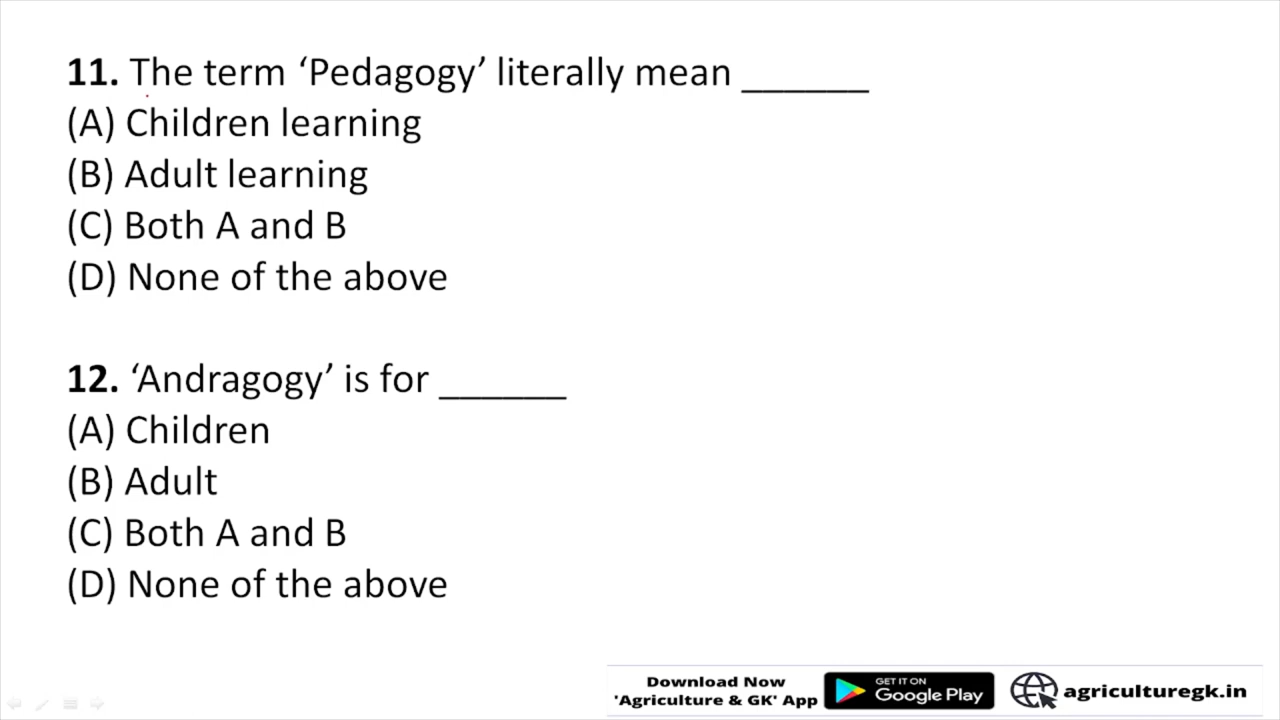 11. The term ‘Pedagogy’ literally mean ______
(A) Children learning
(B) Adult learning
(C) Both A and B
(D) None of the above
12. ‘Andragogy’ is for ______
(A) Children
(B) Adult
(C) Both A and B
(D) None of the above
Download Now
'Agriculture & GK' App
GET IT ON
Google Play
agriculturegk.in